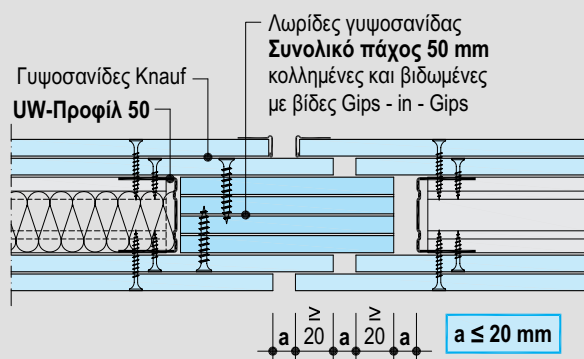 Λωρίδες γυψοσανίδας
Συνολικό πάχος 50 mm
κολλημένες και βιδωμένες
με βίδες Gips - in - Gips
Γυψοσανίδες Knauf
UW-Προφίλ 50
a
≥
20
a
≥
20
a
a ≤ 20 mm